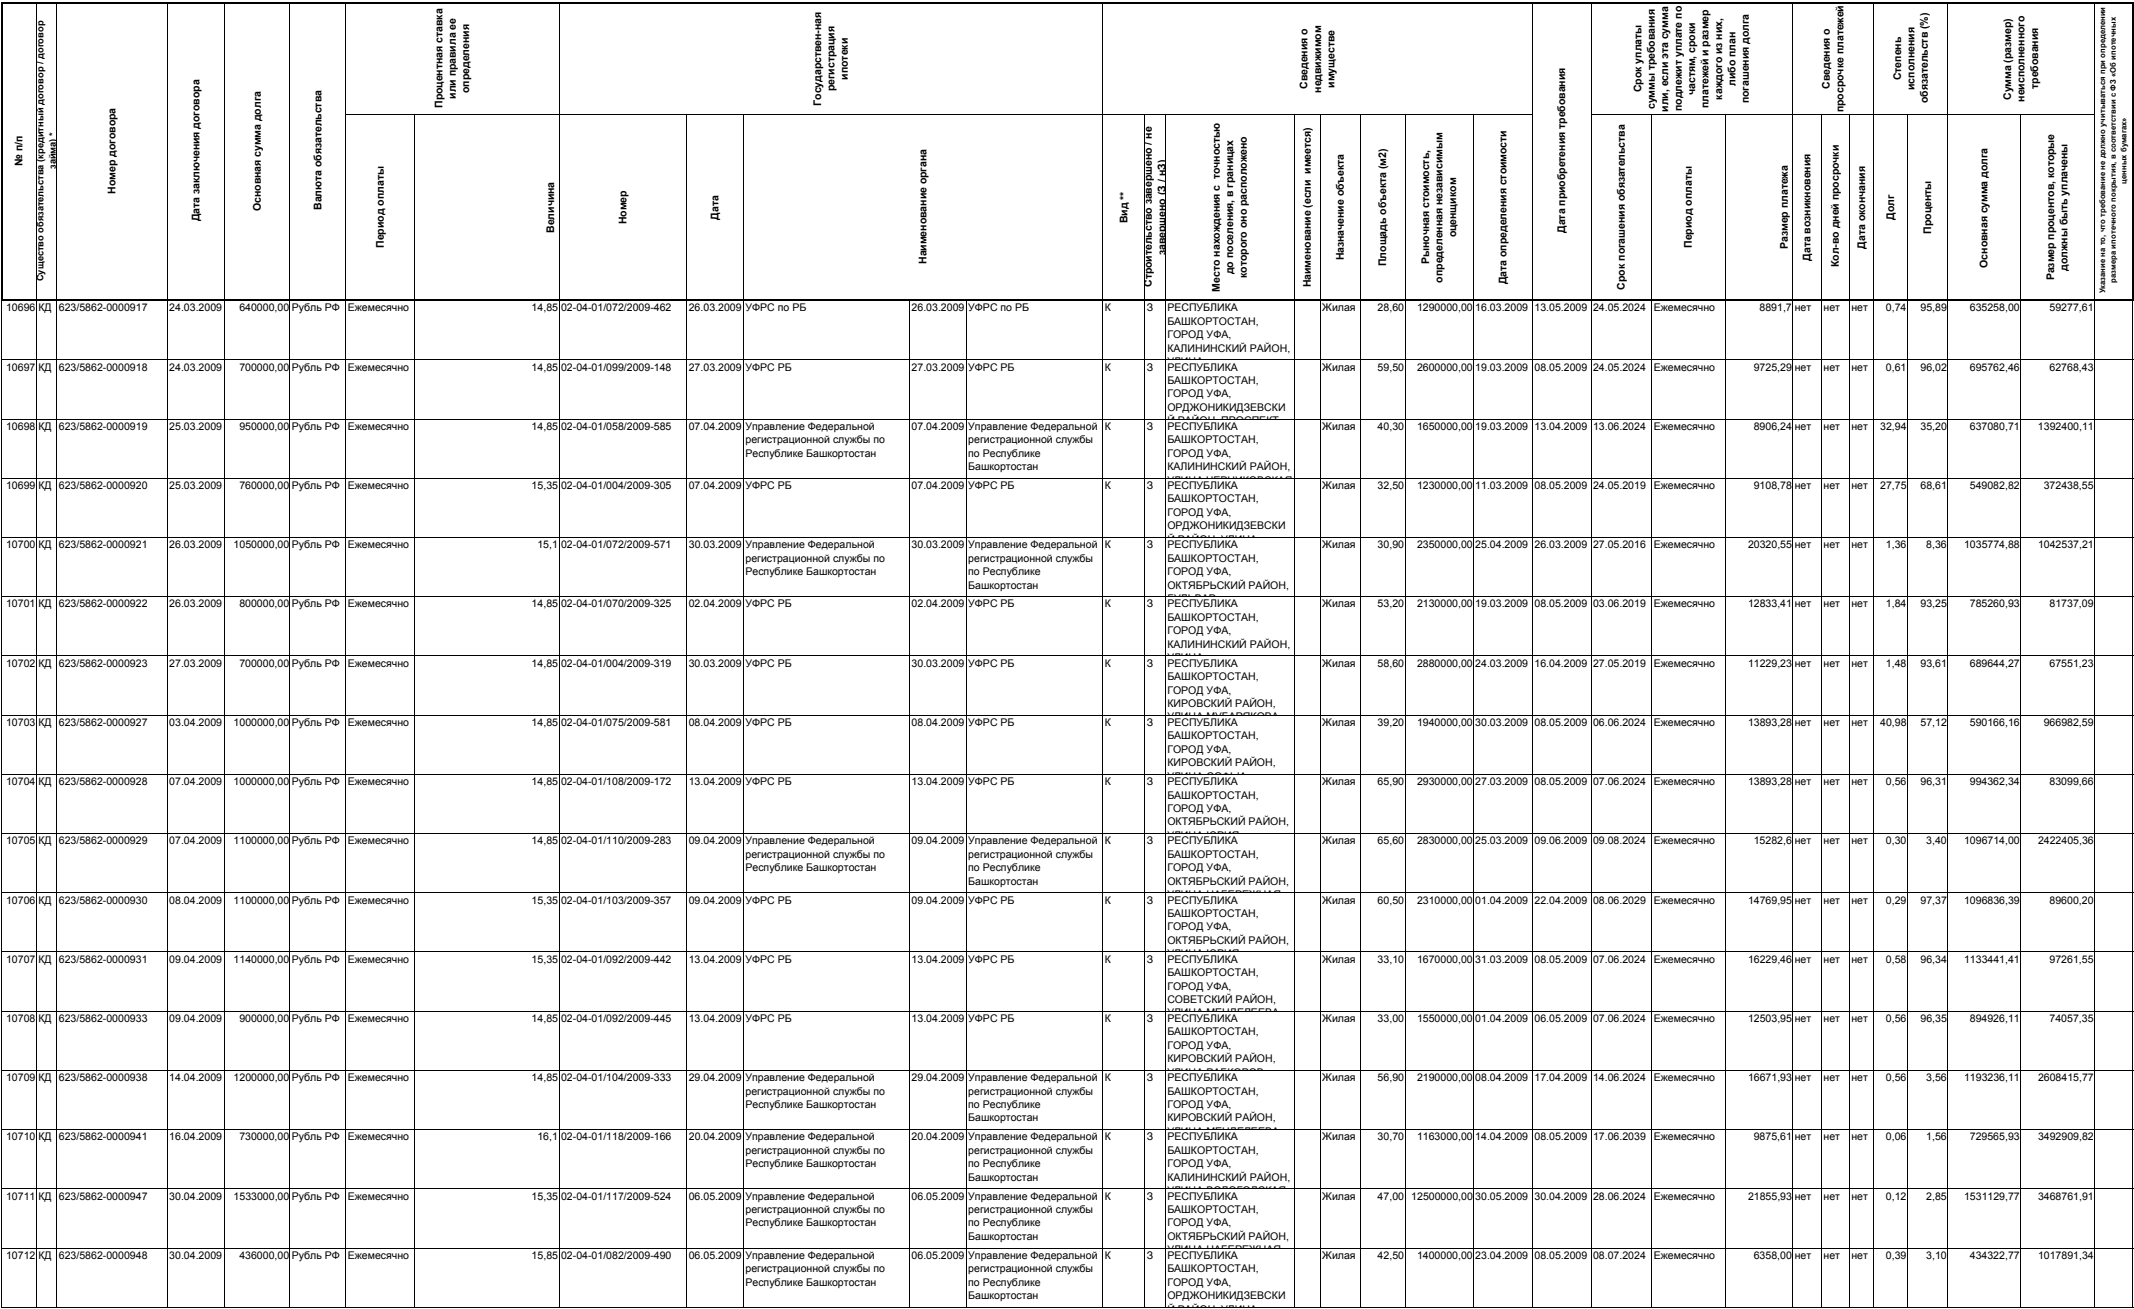 № п/п
Существо обязательства (кредитный договор / договор займа) *
Номер договора
Дата заключения договора
Основная сумма долга
Валюта обязательства
Процентная ставка или правила ее определения
Период оплаты
Величина
Государствен-ная регистрация ипотеки
Номер
Дата
Наименование органа
Сведения о недвижимом имуществе
Вид **
Строительство завершено / не завершено (З / нЗ)
Место нахождения с точностью до поселения, в границах которого оно расположено
Наименование (если имеется)
Назначение объекта
Площадь объекта (м2)
Рыночная стоимость, определенная независимым оценщиком
Дата определения стоимости
Дата приобретения требования
Срок уплаты суммы требования или, если эта сумма подлежит уплате по частям, сроки платежей и размер каждого из них, либо план погашения долга
Срок погашения обязательства
Период оплаты
Размер платежа
Сведения о просрочке платежей
Дата возникновения
Кол-во дней просрочки
Дата окончания
Степень исполнения обязательств (%)
Долг
Проценты
Сумма (размер) неисполненного требования
Основная сумма долга
Размер процентов, которые должны быть уплачены
Указание на то, что требование не должно учитываться при определении размера ипотечного покрытия, в соответствии с ФЗ «Об ипотечных ценных бумагах»
10696 КД 623/5862-0000917 24.03.2009 640000,00 Рубль РФ Ежемесячно 14,85 02-04-01/072/2009-462 26.03.2009 УФРС по РБ 26.03.2009 УФРС по РБ К З РЕСПУБЛИКА БАШКОРТОСТАН, ГОРОД УФА, КАЛИНИНСКИЙ РАЙОН, Жилая 28,60 1290000,00 16.03.2009 13.05.2009 24.05.2024 Ежемесячно 8891,7 нет нет нет 0,74 95,89 635258,00 59277,61
10697 КД 623/5862-0000918 24.03.2009 700000,00 Рубль РФ Ежемесячно 14,85 02-04-01/099/2009-148 27.03.2009 УФРС РБ 27.03.2009 УФРС РБ К З РЕСПУБЛИКА БАШКОРТОСТАН, ГОРОД УФА, ОРДЖОНИКИДЗЕВСКИ Й РАЙОН, ПРОСПЕКТ Жилая 59,50 2600000,00 19.03.2009 08.05.2009 24.05.2024 Ежемесячно 9725,29 нет нет нет 0,61 96,02 695762,46 62768,43
10698 КД 623/5862-0000919 25.03.2009 950000,00 Рубль РФ Ежемесячно 14,85 02-04-01/058/2009-585 07.04.2009 Управление Федеральной регистрационной службы по Республике Башкортостан 07.04.2009 Управление Федеральной регистрационной службы по Республике Башкортостан К З РЕСПУБЛИКА БАШКОРТОСТАН, ГОРОД УФА, КАЛИНИНСКИЙ РАЙОН, Жилая 40,30 1650000,00 19.03.2009 13.04.2009 13.06.2024 Ежемесячно 8906,24 нет нет нет 32,94 35,20 637080,71 1392400,11
10699 КД 623/5862-0000920 25.03.2009 760000,00 Рубль РФ Ежемесячно 15,35 02-04-01/004/2009-305 07.04.2009 УФРС РБ 07.04.2009 УФРС РБ К З РЕСПУБЛИКА БАШКОРТОСТАН, ГОРОД УФА, ОРДЖОНИКИДЗЕВСКИ Жилая 32,50 1230000,00 11.03.2009 08.05.2009 24.05.2019 Ежемесячно 9108,78 нет нет нет 27,75 68,61 549082,82 372438,55
10700 КД 623/5862-0000921 26.03.2009 1050000,00 Рубль РФ Ежемесячно 15,1 02-04-01/072/2009-571 30.03.2009 Управление Федеральной регистрационной службы по Республике Башкортостан 30.03.2009 Управление Федеральной регистрационной службы по Республике Башкортостан К З РЕСПУБЛИКА БАШКОРТОСТАН, ГОРОД УФА, ОКТЯБРЬСКИЙ РАЙОН, Жилая 30,90 2350000,00 25.04.2009 26.03.2009 27.05.2016 Ежемесячно 20320,55 нет нет нет 1,36 8,36 1035774,88 1042537,21
10701 КД 623/5862-0000922 26.03.2009 800000,00 Рубль РФ Ежемесячно 14,85 02-04-01/070/2009-325 02.04.2009 УФРС РБ 02.04.2009 УФРС РБ К З РЕСПУБЛИКА БАШКОРТОСТАН, ГОРОД УФА, КАЛИНИНСКИЙ РАЙОН, Жилая 53,20 2130000,00 19.03.2009 08.05.2009 03.06.2019 Ежемесячно 12833,41 нет нет нет 1,84 93,25 785260,93 81737,09
10702 КД 623/5862-0000923 27.03.2009 700000,00 Рубль РФ Ежемесячно 14,85 02-04-01/004/2009-319 30.03.2009 УФРС РБ 30.03.2009 УФРС РБ К З РЕСПУБЛИКА БАШКОРТОСТАН, ГОРОД УФА, КИРОВСКИЙ РАЙОН, Жилая 58,60 2880000,00 24.03.2009 16.04.2009 27.05.2019 Ежемесячно 11229,23 нет нет нет 1,48 93,61 689644,27 67551,23
10703 КД 623/5862-0000927 03.04.2009 1000000,00 Рубль РФ Ежемесячно 14,85 02-04-01/075/2009-581 08.04.2009 УФРС РБ 08.04.2009 УФРС РБ К З РЕСПУБЛИКА БАШКОРТОСТАН, ГОРОД УФА, КИРОВСКИЙ РАЙОН, Жилая 39,20 1940000,00 30.03.2009 08.05.2009 06.06.2024 Ежемесячно 13893,28 нет нет нет 40,98 57,12 590166,16 966982,59
10704 КД 623/5862-0000928 07.04.2009 1000000,00 Рубль РФ Ежемесячно 14,85 02-04-01/108/2009-172 13.04.2009 УФРС РБ 13.04.2009 УФРС РБ К З РЕСПУБЛИКА БАШКОРТОСТАН, ГОРОД УФА, ОКТЯБРЬСКИЙ РАЙОН, Жилая 65,90 2930000,00 27.03.2009 08.05.2009 07.06.2024 Ежемесячно 13893,28 нет нет нет 0,56 96,31 994362,34 83099,66
10705 КД 623/5862-0000929 07.04.2009 1100000,00 Рубль РФ Ежемесячно 14,85 02-04-01/110/2009-283 09.04.2009 Управление Федеральной регистрационной службы по Республике Башкортостан 09.04.2009 Управление Федеральной регистрационной службы по Республике Башкортостан К З РЕСПУБЛИКА БАШКОРТОСТАН, ГОРОД УФА, ОКТЯБРЬСКИЙ РАЙОН, Жилая 65,60 2830000,00 25.03.2009 09.06.2009 09.08.2024 Ежемесячно 15282,6 нет нет нет 0,30 3,40 1096714,00 2422405,36
10706 КД 623/5862-0000930 08.04.2009 1100000,00 Рубль РФ Ежемесячно 15,35 02-04-01/103/2009-357 09.04.2009 УФРС РБ 09.04.2009 УФРС РБ К З РЕСПУБЛИКА БАШКОРТОСТАН, ГОРОД УФА, ОКТЯБРЬСКИЙ РАЙОН, Жилая 60,50 2310000,00 01.04.2009 22.04.2009 08.06.2029 Ежемесячно 14769,95 нет нет нет 0,29 97,37 1096836,39 89600,20
10707 КД 623/5862-0000931 09.04.2009 1140000,00 Рубль РФ Ежемесячно 15,35 02-04-01/092/2009-442 13.04.2009 УФРС РБ 13.04.2009 УФРС РБ К З РЕСПУБЛИКА БАШКОРТОСТАН, ГОРОД УФА, СОВЕТСКИЙ РАЙОН, Жилая 33,10 1670000,00 31.03.2009 08.05.2009 07.06.2024 Ежемесячно 16229,46 нет нет нет 0,58 96,34 1133441,41 97261,55
10708 КД 623/5862-0000933 09.04.2009 900000,00 Рубль РФ Ежемесячно 14,85 02-04-01/092/2009-445 13.04.2009 УФРС РБ 13.04.2009 УФРС РБ К З РЕСПУБЛИКА БАШКОРТОСТАН, ГОРОД УФА, КИРОВСКИЙ РАЙОН, Жилая 33,00 1550000,00 01.04.2009 06.05.2009 07.06.2024 Ежемесячно 12503,95 нет нет нет 0,56 96,35 894926,11 74057,35
10709 КД 623/5862-0000938 14.04.2009 1200000,00 Рубль РФ Ежемесячно 14,85 02-04-01/104/2009-333 29.04.2009 Управление Федеральной регистрационной службы по Республике Башкортостан 29.04.2009 Управление Федеральной регистрационной службы по Республике Башкортостан К З РЕСПУБЛИКА БАШКОРТОСТАН, ГОРОД УФА, КИРОВСКИЙ РАЙОН, Жилая 56,90 2190000,00 08.04.2009 17.04.2009 14.06.2024 Ежемесячно 16671,93 нет нет нет 0,56 3,56 1193236,11 2608415,77
10710 КД 623/5862-0000941 16.04.2009 730000,00 Рубль РФ Ежемесячно 16,1 02-04-01/118/2009-166 20.04.2009 Управление Федеральной регистрационной службы по Республике Башкортостан 20.04.2009 Управление Федеральной регистрационной службы по Республике Башкортостан К З РЕСПУБЛИКА БАШКОРТОСТАН, ГОРОД УФА, КАЛИНИНСКИЙ РАЙОН, Жилая 30,70 1163000,00 14.04.2009 08.05.2009 17.06.2039 Ежемесячно 9875,61 нет нет нет 0,06 1,56 729565,93 3492909,82
10711 КД 623/5862-0000947 30.04.2009 1533000,00 Рубль РФ Ежемесячно 15,35 02-04-01/117/2009-524 06.05.2009 Управление Федеральной регистрационной службы по Республике Башкортостан 06.05.2009 Управление Федеральной регистрационной службы по Республике Башкортостан К З РЕСПУБЛИКА БАШКОРТОСТАН, ГОРОД УФА, ОКТЯБРЬСКИЙ РАЙОН, Жилая 47,00 12500000,00 30.05.2009 30.04.2009 28.06.2024 Ежемесячно 21855,93 нет нет нет 0,12 2,85 1531129,77 3468761,91
10712 КД 623/5862-0000948 30.04.2009 436000,00 Рубль РФ Ежемесячно 15,85 02-04-01/082/2009-490 06.05.2009 Управление Федеральной регистрационной службы по Республике Башкортостан 06.05.2009 Управление Федеральной регистрационной службы по Республике Башкортостан К З РЕСПУБЛИКА БАШКОРТОСТАН, ГОРОД УФА, ОРДЖОНИКИДЗЕВСКИ Жилая 42,50 1400000,00 23.04.2009 08.05.2009 08.07.2024 Ежемесячно 6358,00 нет нет нет 0,39 3,10 434322,77 1017891,34